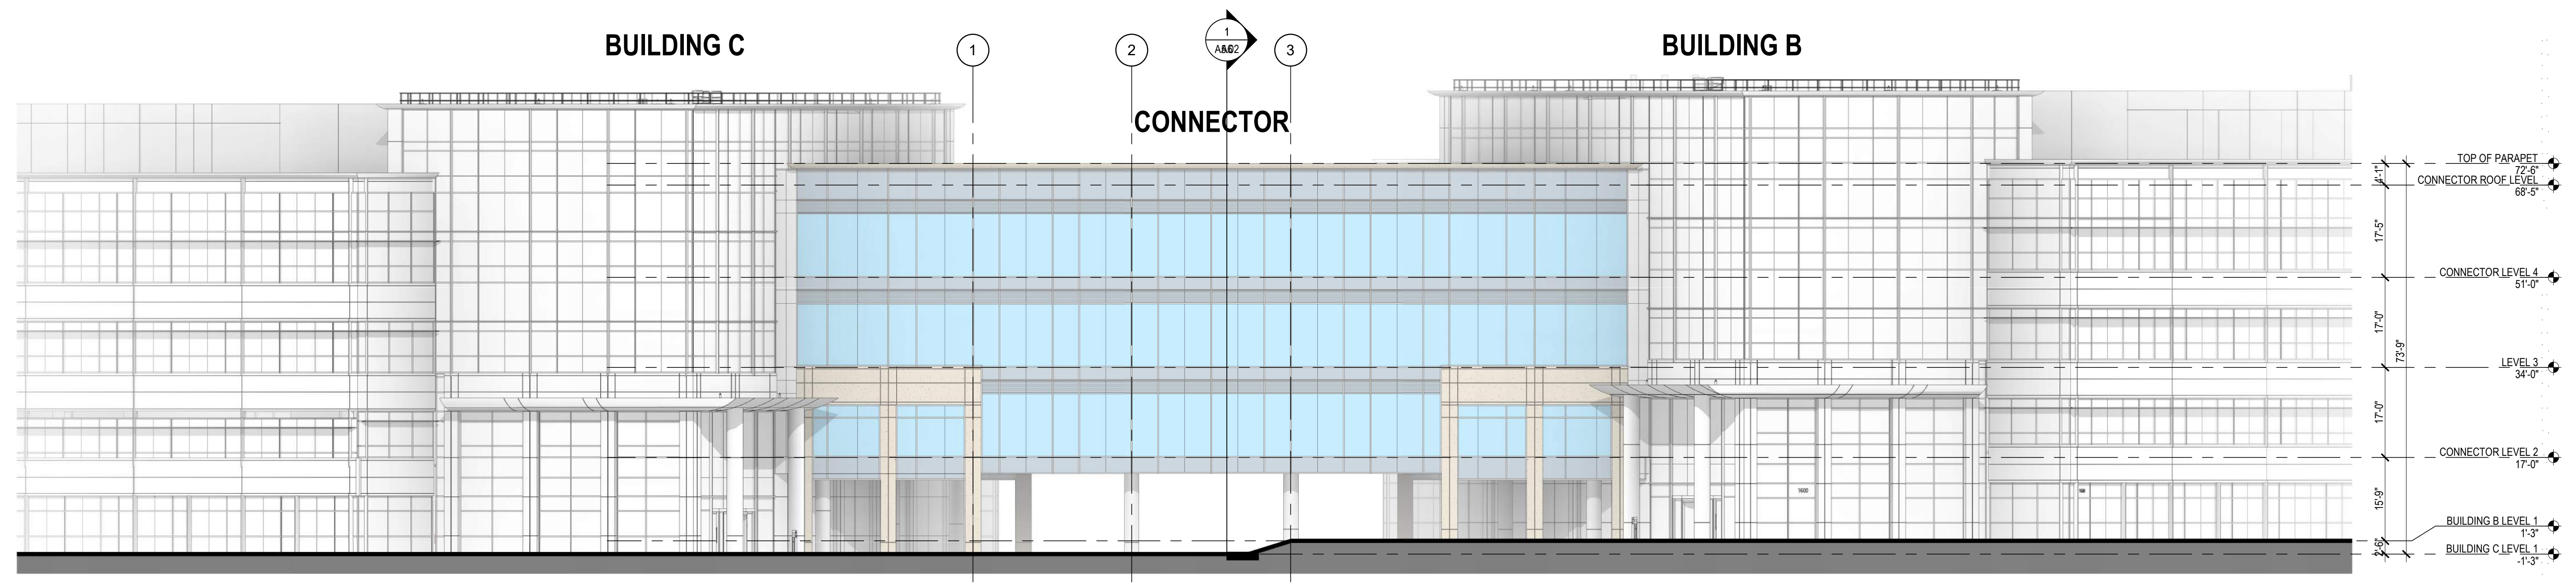 BUILDING C
BUILDING B
1
2
1
3
CONNECTOR
TOP OF PARAPET
72'-6"
4'-1"
CONNECTOR ROOF LEVEL
68'-5"
17'-5"
CONNECTOR LEVEL 4
51'-0"
17'-0"
73'-9"
LEVEL 3
34'-0"
17'-0"
CONNECTOR LEVEL 2
17'-0"
1600
15'-9"
BUILDING B LEVEL 1
1'-3"
2'-6"
BUILDING C LEVEL 1
-1'-3"